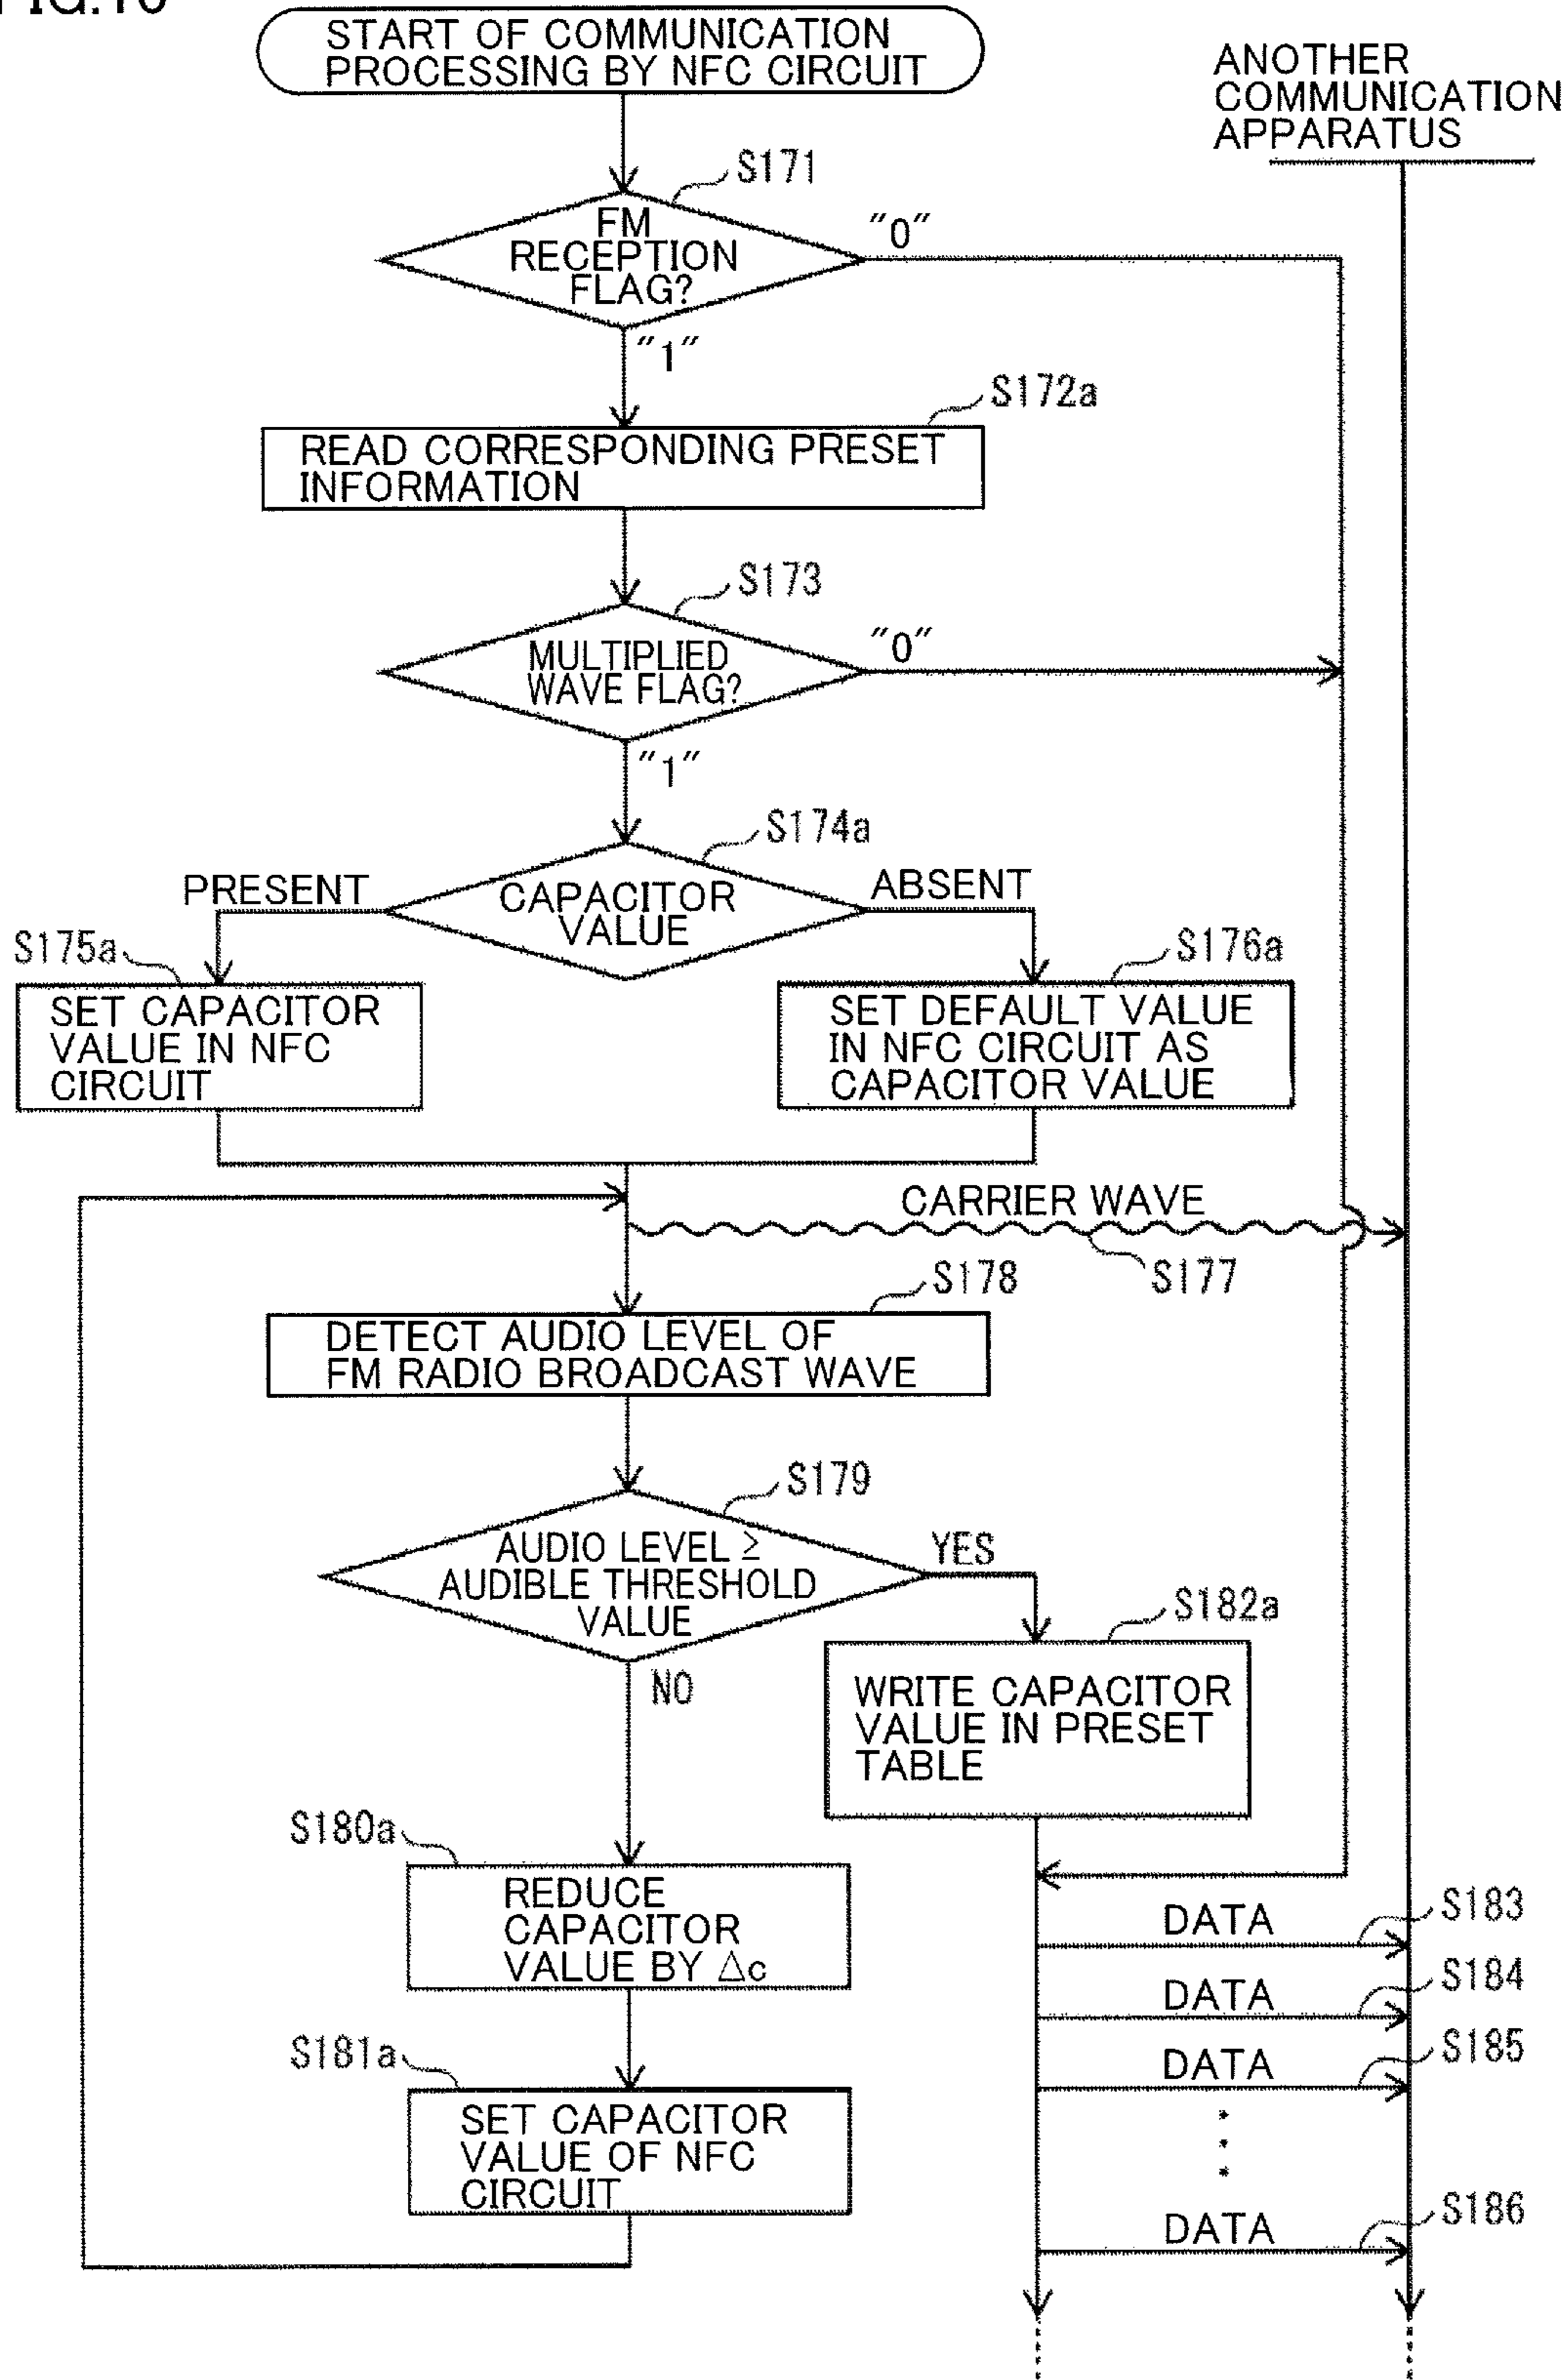 START OF COMMUNICATION
PROCESSING BY NFC CIRCUIT
ANOTHER
COMMUNICATION
APPARATUS
S171
FM
RECEPTION
FLAG?
"0"
"1"
S172a
READ CORRESPONDING PRESET
INFORMATION
S173
MULTIPLIED
WAVE FLAG?
"0"
"1"
S174a
CAPACITOR
VALUE
PRESENT
ABSENT
S175a
SET CAPACITOR
VALUE IN NFC
CIRCUIT
S176a
SET DEFAULT VALUE
IN NFC CIRCUIT AS
CAPACITOR VALUE
CARRIER WAVE
S177
S178
DETECT AUDIO LEVEL OF
FM RADIO BROADCAST WAVE
S179
AUDIO LEVEL ≥
AUDIBLE THRESHOLD
VALUE
YES
NO
S182a
WRITE CAPACITOR
VALUE IN PRESET
TABLE
S180a
REDUCE
CAPACITOR
VALUE BY Δc
S181a
SET CAPACITOR
VALUE OF NFC
CIRCUIT
DATA
S183
DATA
S184
DATA
S185
DATA
S186